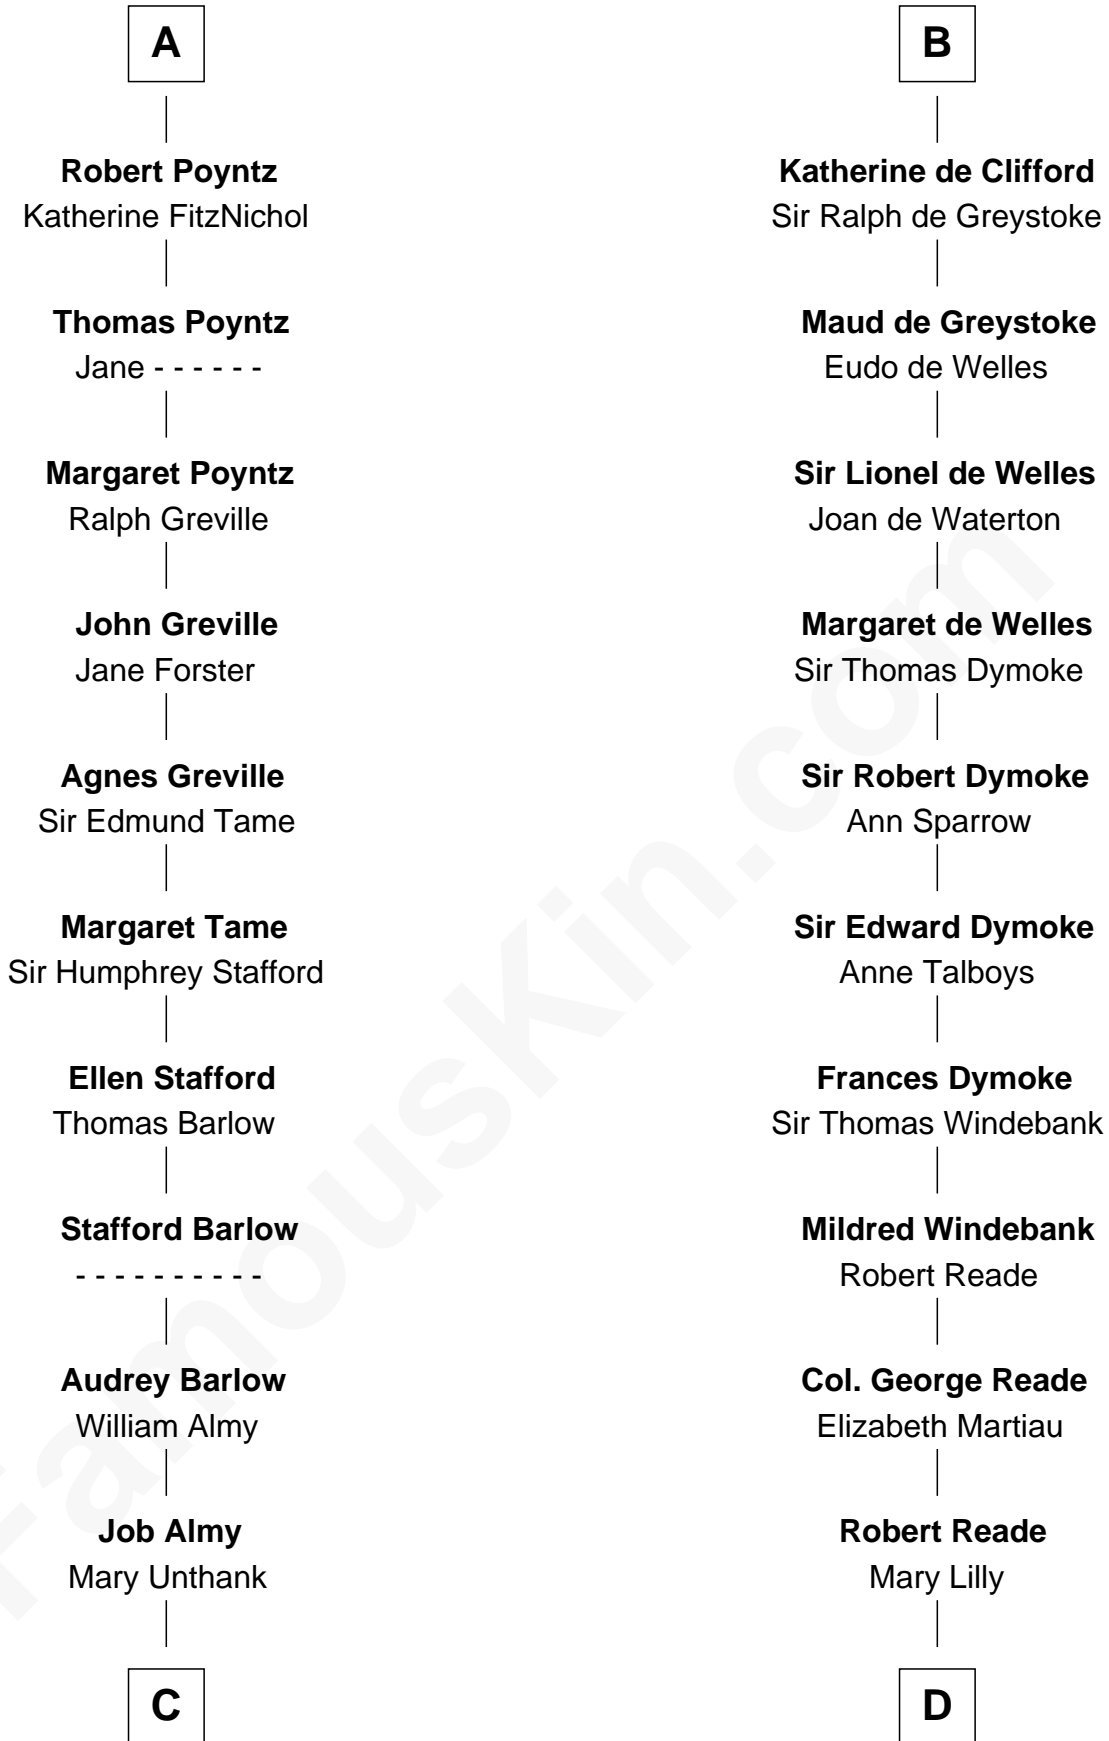 A
Robert Poyntz
Katherine FitzNichol
Thomas Poyntz
Jane - - - - - -
Margaret Poyntz
Ralph Greville
John Greville
Jane Forster
Agnes Greville
Sir Edmund Tame
Margaret Tame
Sir Humphrey Stafford
Ellen Stafford
Thomas Barlow
Stafford Barlow
- - - - - - - - - -
Audrey Barlow
William Almy
Job Almy
Mary Unthank
C
B
Katherine de Clifford
Sir Ralph de Greystoke
Maud de Greystoke
Eudo de Welles
Sir Lionel de Welles
Joan de Waterton
Margaret de Welles
Sir Thomas Dymoke
Sir Robert Dymoke
Ann Sparrow
Sir Edward Dymoke
Anne Talboys
Frances Dymoke
Sir Thomas Windebank
Mildred Windebank
Robert Reade
Col. George Reade
Elizabeth Martiau
Robert Reade
Mary Lilly
D
FamousKin.com